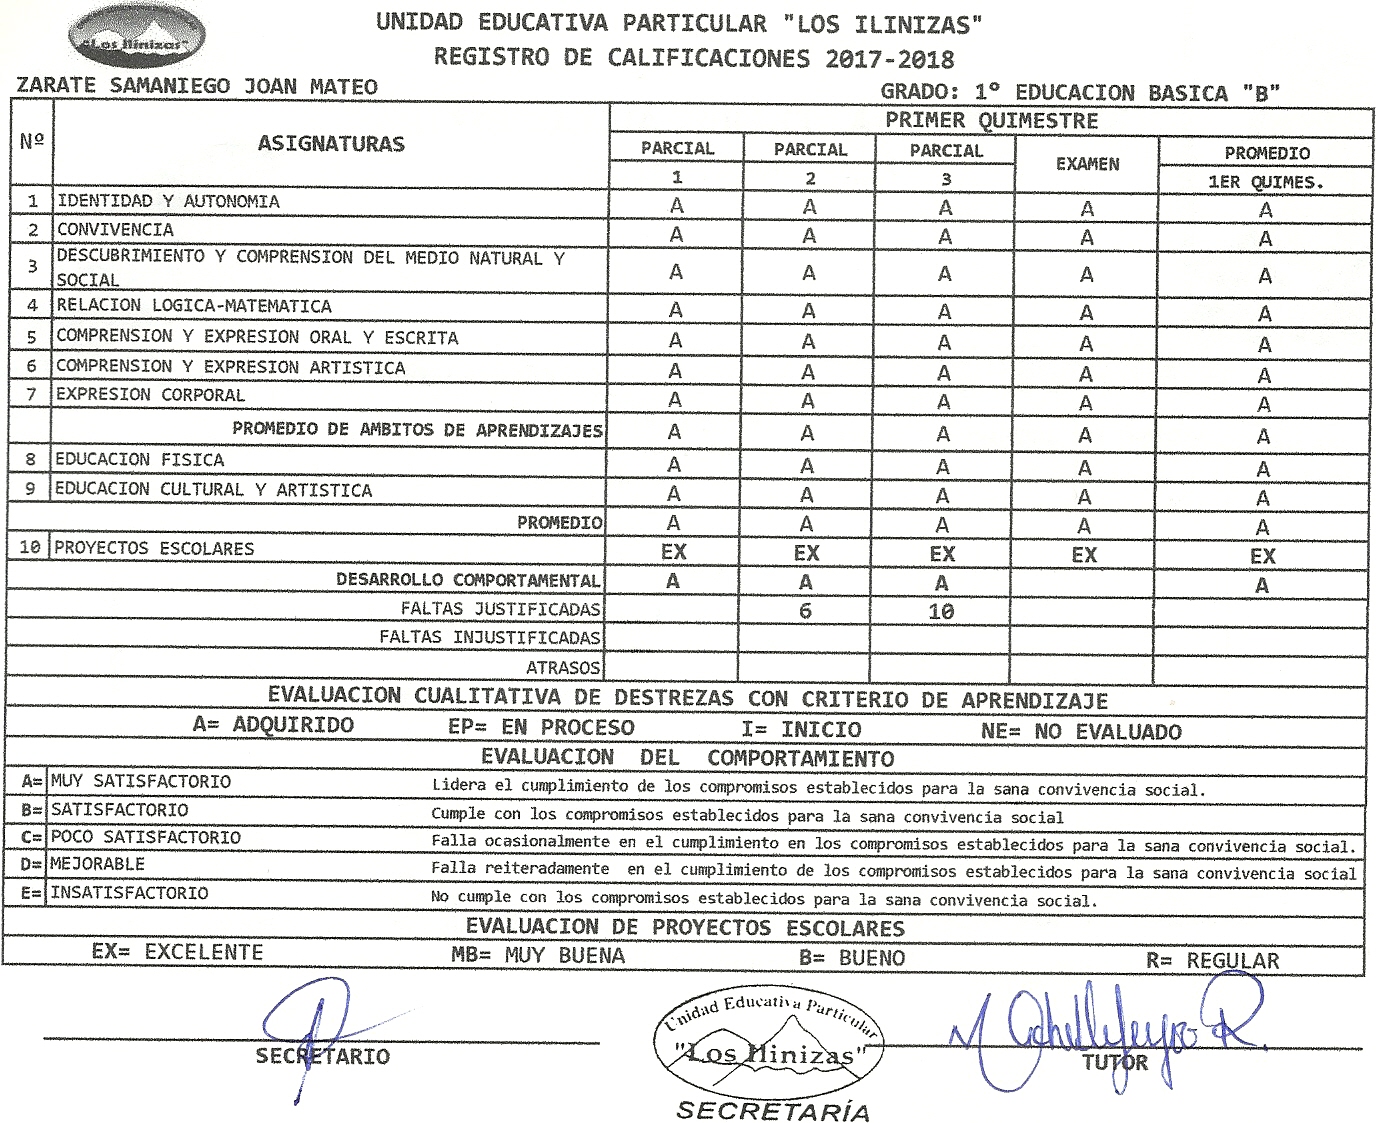 "Los Ilinizas"
UNIDAD EDUCATIVA PARTICULAR "LOS ILINIZAS"
REGISTRO DE CALIFICACIONES 2017-2018
ZARATE SAMANIEGO JOAN MATEO GRADO: 1º EDUCACION BASICA "B"
Nº ASIGNATURAS PRIMER QUIMESTRE
PARCIAL PARCIAL PARCIAL EXAMEN PROMEDIO
1 2 3 1ER QUIMES.
1 IDENTIDAD Y AUTONOMIA A A A A A
2 CONVIVENCIA A A A A A
3 DESCUBRIMIENTO Y COMPRENSION DEL MEDIO NATURAL Y
SOCIAL A A A A A
4 RELACION LOGICA-MATEMATICA A A A A A
5 COMPRENSION Y EXPRESION ORAL Y ESCRITA A A A A A
6 COMPRENSION Y EXPRESION ARTISTICA A A A A A
7 EXPRESION CORPORAL A A A A A
PROMEDIO DE AMBITOS DE APRENDIZAJES A A A A A
8 EDUCACION FISICA A A A A A
9 EDUCACION CULTURAL Y ARTISTICA A A A A A
PROMEDIO A A A A A
10 PROYECTOS ESCOLARES EX EX EX EX EX
DESARROLLO COMPORTAMENTAL A A A A
FALTAS JUSTIFICADAS 6 10
FALTAS INJUSTIFICADAS
ATRASOS
EVALUACION CUALITATIVA DE DESTREZAS CON CRITERIO DE APRENDIZAJE
A= ADQUIRIDO EP= EN PROCESO I= INICIO NE= NO EVALUADO
EVALUACION DEL COMPORTAMIENTO
A= MUY SATISFACTORIO Lidera el cumplimiento de los compromisos establecidos para la sana convivencia social.
B= SATISFACTORIO Cumple con los compromisos establecidos para la sana convivencia social
C= POCO SATISFACTORIO Falla ocasionalmente en el cumplimiento en los compromisos establecidos para la sana convivencia social.
D= MEJORABLE Falla reiteradamente en el cumplimiento de los compromisos establecidos para la sana convivencia social
E= INSATISFACTORIO No cumple con los compromisos establecidos para la sana convivencia social.
EVALUACION DE PROYECTOS ESCOLARES
EX= EXCELENTE MB= MUY BUENA B= BUENO R= REGULAR
Unidad Educativa Particular
"Los Ilinizas"
SECRETARIO TUTOR
SECRETARÍA